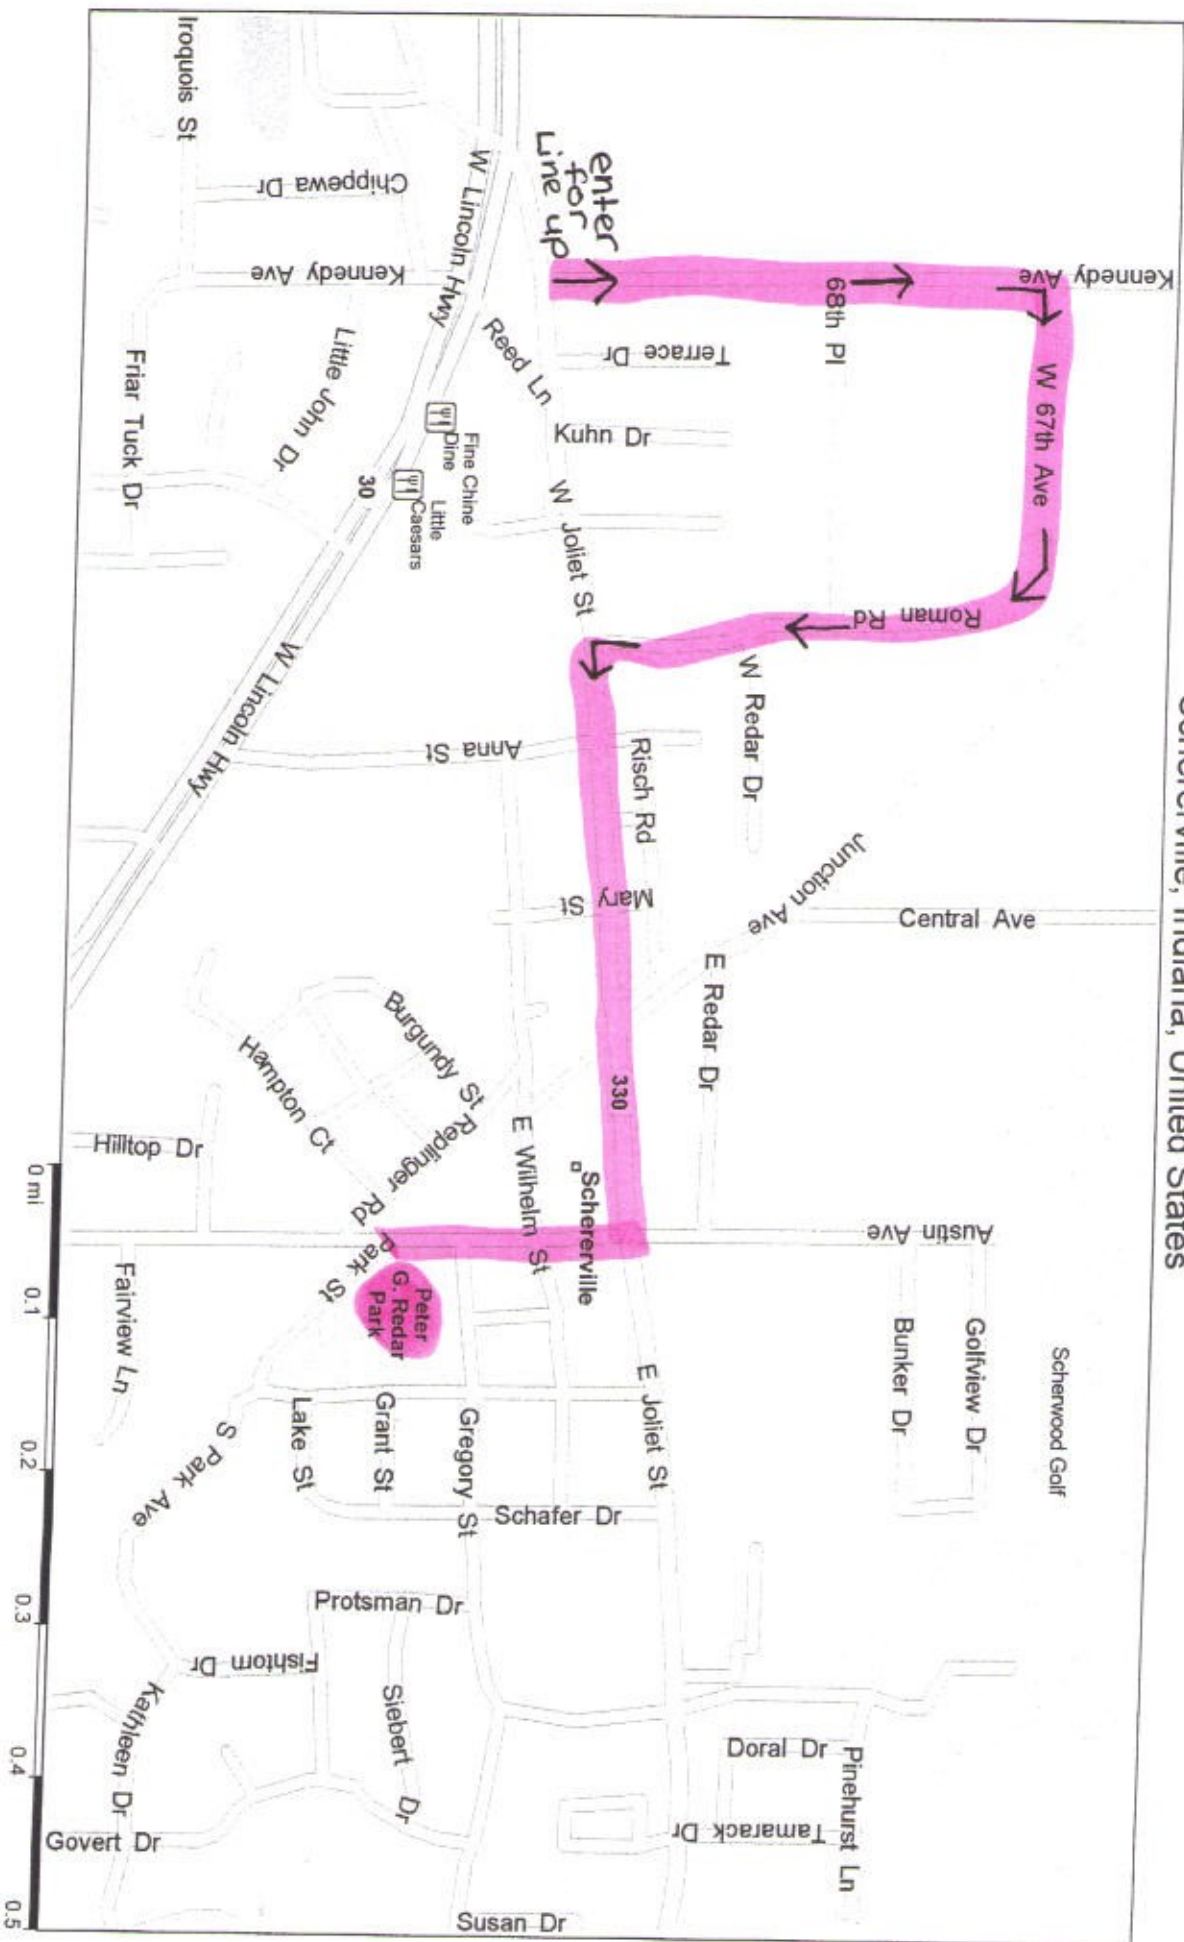 Schererville, Indiana, United States
Kennedy Ave
W 67th Ave
Roman Rd
68th Pl
enter
for
Line up
Terrace Dr
Kuhn Dr
Reed Ln
W Joliet St
W Lincoln Hwy
Fine Chine
Dine
Little
Caesars
30
Iroquois St
Chippewa Dr
Kennedy Ave
Little John Dr
Friar Tuck Dr
W Lincoln Hwy
Anna St
Risch Rd
W Redar Dr
Mary St
Junction Ave
Central Ave
E Redar Dr
330
Burgundy St
Hampton Ct
Replinger Rd
E Wilhelm St
Schererville
Hilltop Dr
Austin Ave
Park St
Peter
G. Redar
Park
Fairview Ln
Scherwood Golf
Golfview Dr
Bunker Dr
E Joliet St
Gregory St
Grant St
Lake St
S Park Ave
Schafer Dr
Protsman Dr
Fishtorn Dr
Siebert Dr
Kathleen Dr
Govert Dr
Doral Dr
Pinehurst Ln
Tamarack Dr
Susan Dr
0 mi
0.1
0.2
0.3
0.4
0.5